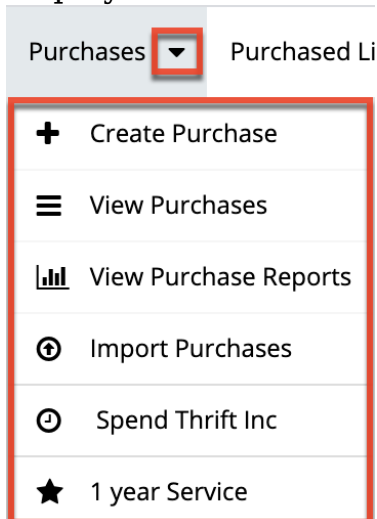 Purchases Purchased Li
Create Purchase
View Purchases
View Purchase Reports
Import Purchases
Spend Thrift Inc
1 year Service